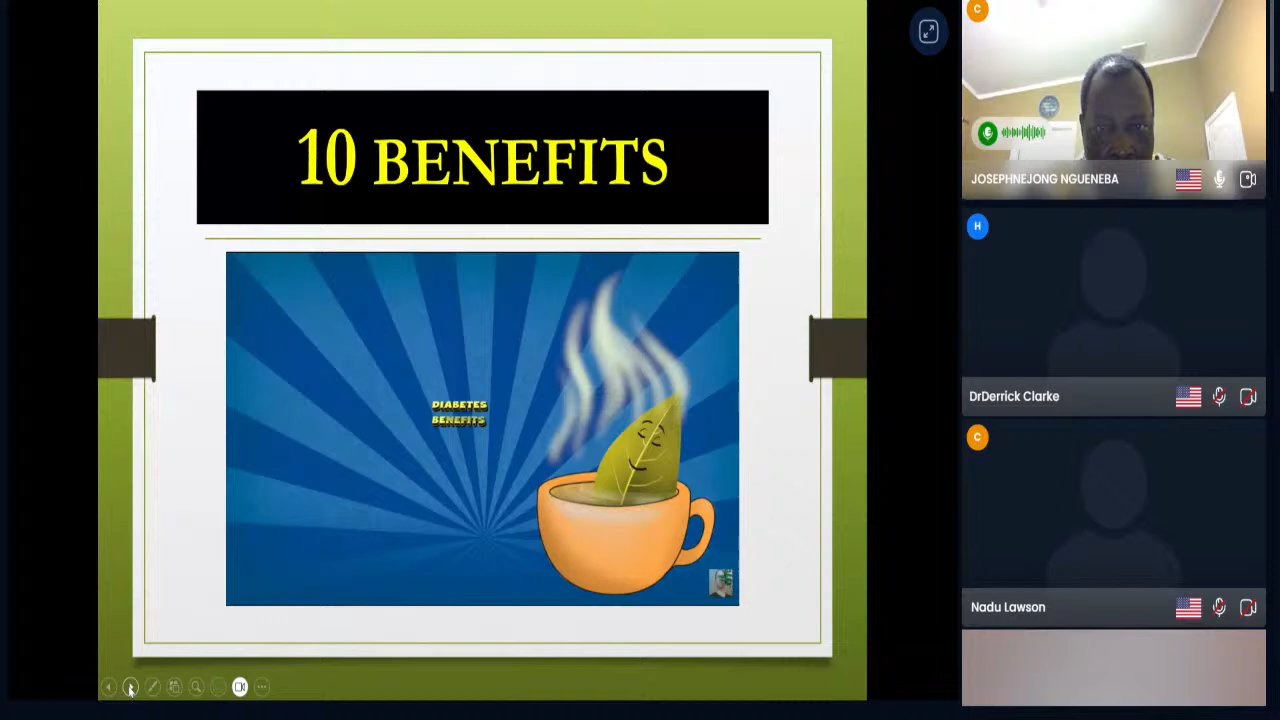 10 BENEFITS
DIABETES
BENEFITS
C
JOSEPHNEJONG NGUENEBA
H
DrDerrick Clarke
C
Nadu Lawson